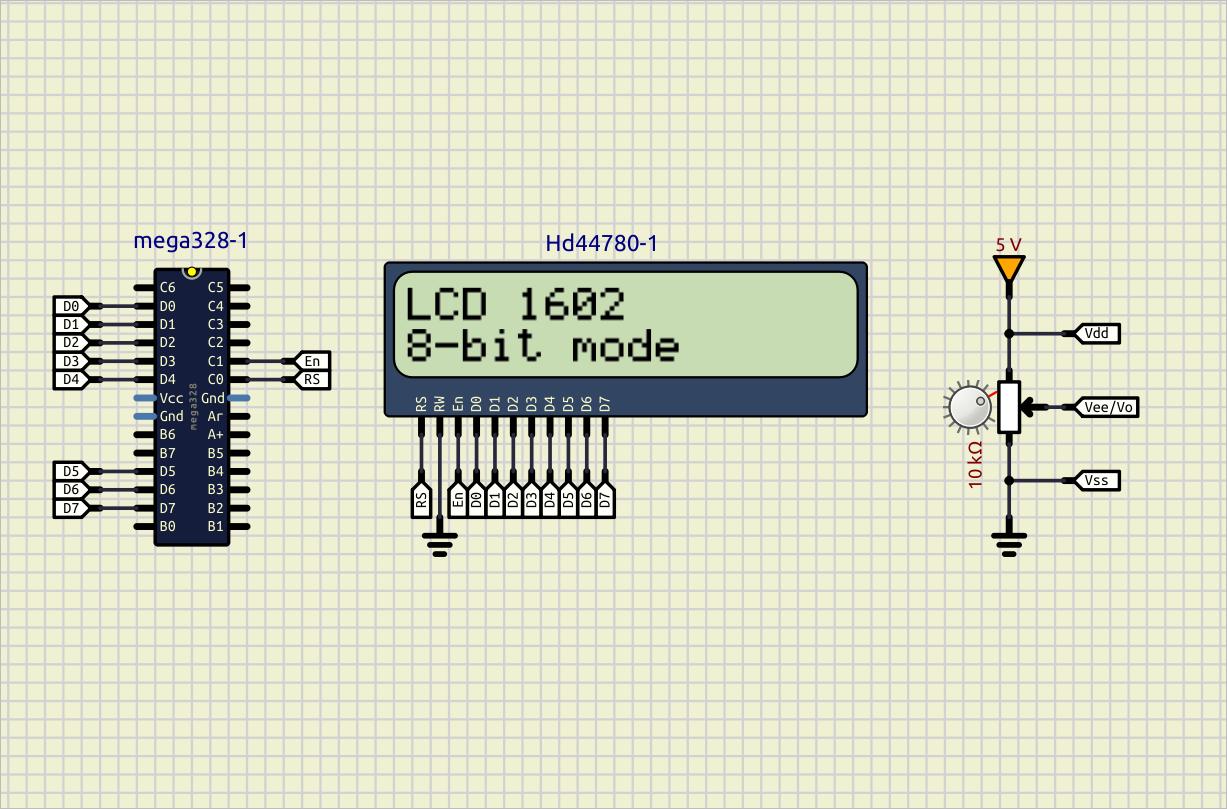 mega328-1
C6 C5
D0 D0 C4
D1 D1 C3
D2 D2 C2
D3 D3 C1 En
D4 D4 C0 RS
Vcc Gnd
Gnd Ar
mega328
B6 A+
B7 B5
D5 D5 B4
D6 D6 B3
D7 D7 B2
B0 B1
Hd44780-1
LCD 1602
8-bit mode
RS RW En D0 D1 D2 D3 D4 D5 D6 D7
RS En D0 D1 D2 D3 D4 D5 D6 D7
5 V
Vdd
Vee/Vo
10 kΩ
Vss